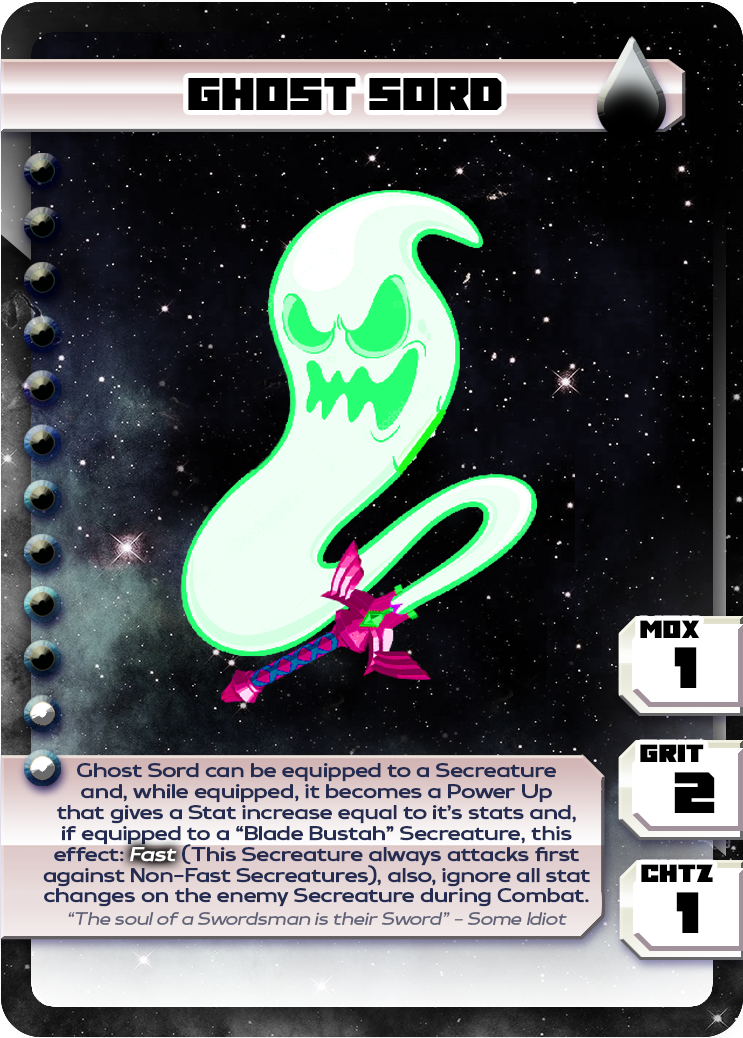 GHOST SORD
MOX
1
GRIT
2
CHTZ
1
Ghost Sord can be equipped to a Secreature
and, while equipped, it becomes a Power Up
that gives a Stat increase equal to it's stats and,
if equipped to a “Blade Bustah” Secreature, this
effect: Fast (This Secreature always attacks first
against Non-Fast Secreatures), also, ignore all stat
changes on the enemy Secreature during Combat.
“The soul of a Swordsman is their Sword” - Some Idiot